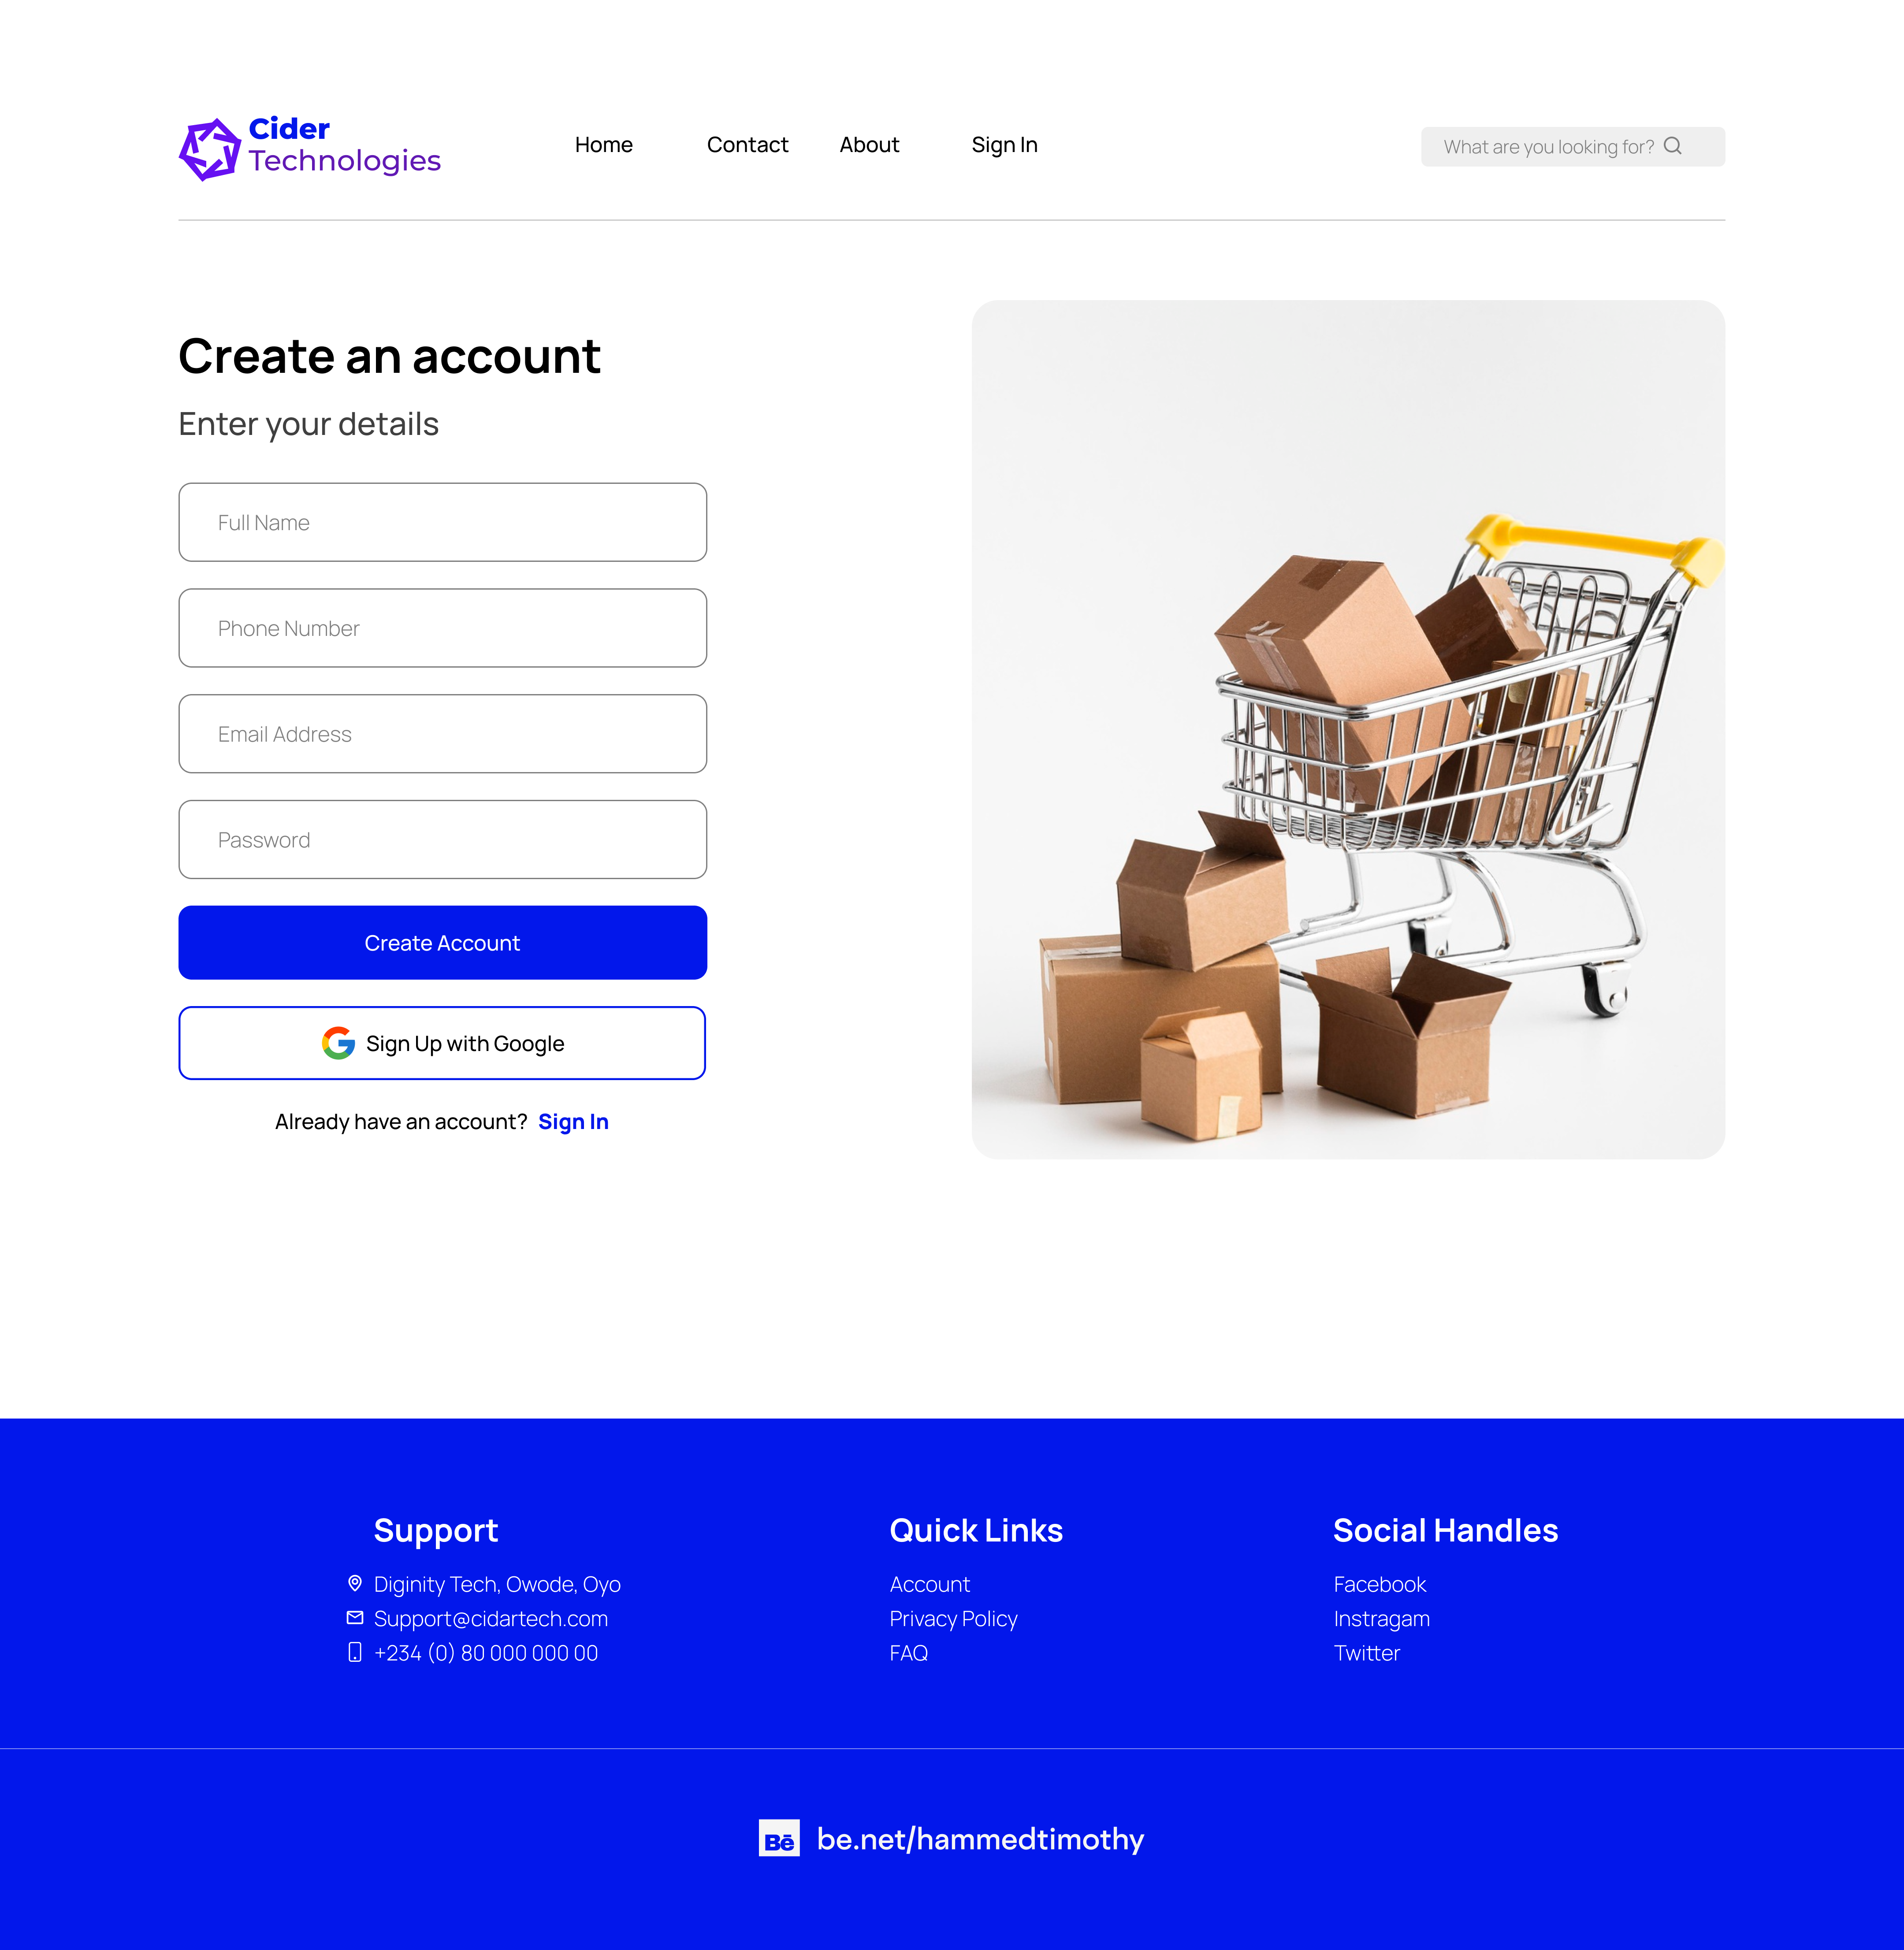 Cider
Technologies
Home Contact About Sign In
What are you looking for?
Create an account
Enter your details
Full Name
Phone Number
Email Address
Password
Create Account
Sign Up with Google
Already have an account? Sign In
Support
Diginity Tech, Owode, Oyo
Support@cidartech.com
+234 (0) 80 000 000 00
Quick Links
Account
Privacy Policy
FAQ
Social Handles
Facebook
Instragam
Twitter
Bē be.net/hammedtimothy